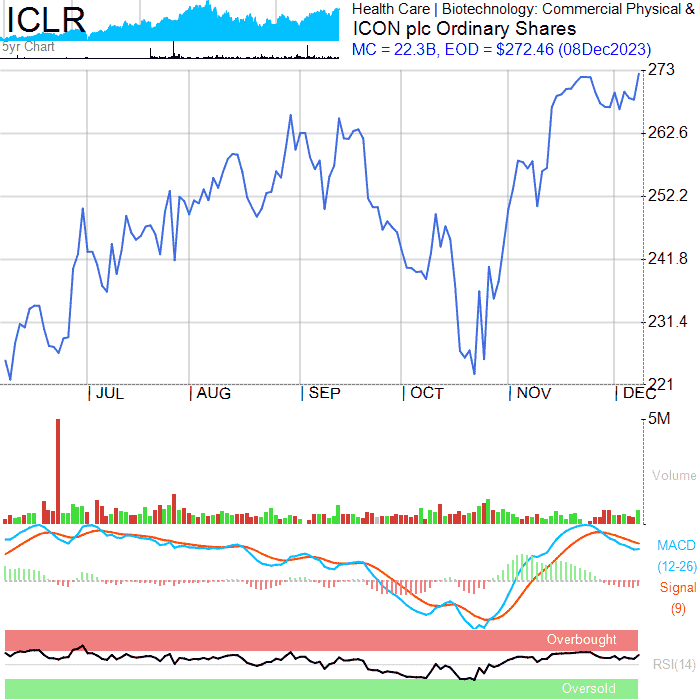 ICLR
5yr Chart
Health Care | Biotechnology: Commercial Physical &
ICON plc Ordinary Shares
MC = 22.3B, EOD = $272.46 (08Dec2023)
273
262.6
252.2
241.8
231.4
221
JUL AUG SEP OCT NOV DEC
5M
Volume
MACD
(12-26)
Signal
(9)
Overbought
RSI(14)
Oversold